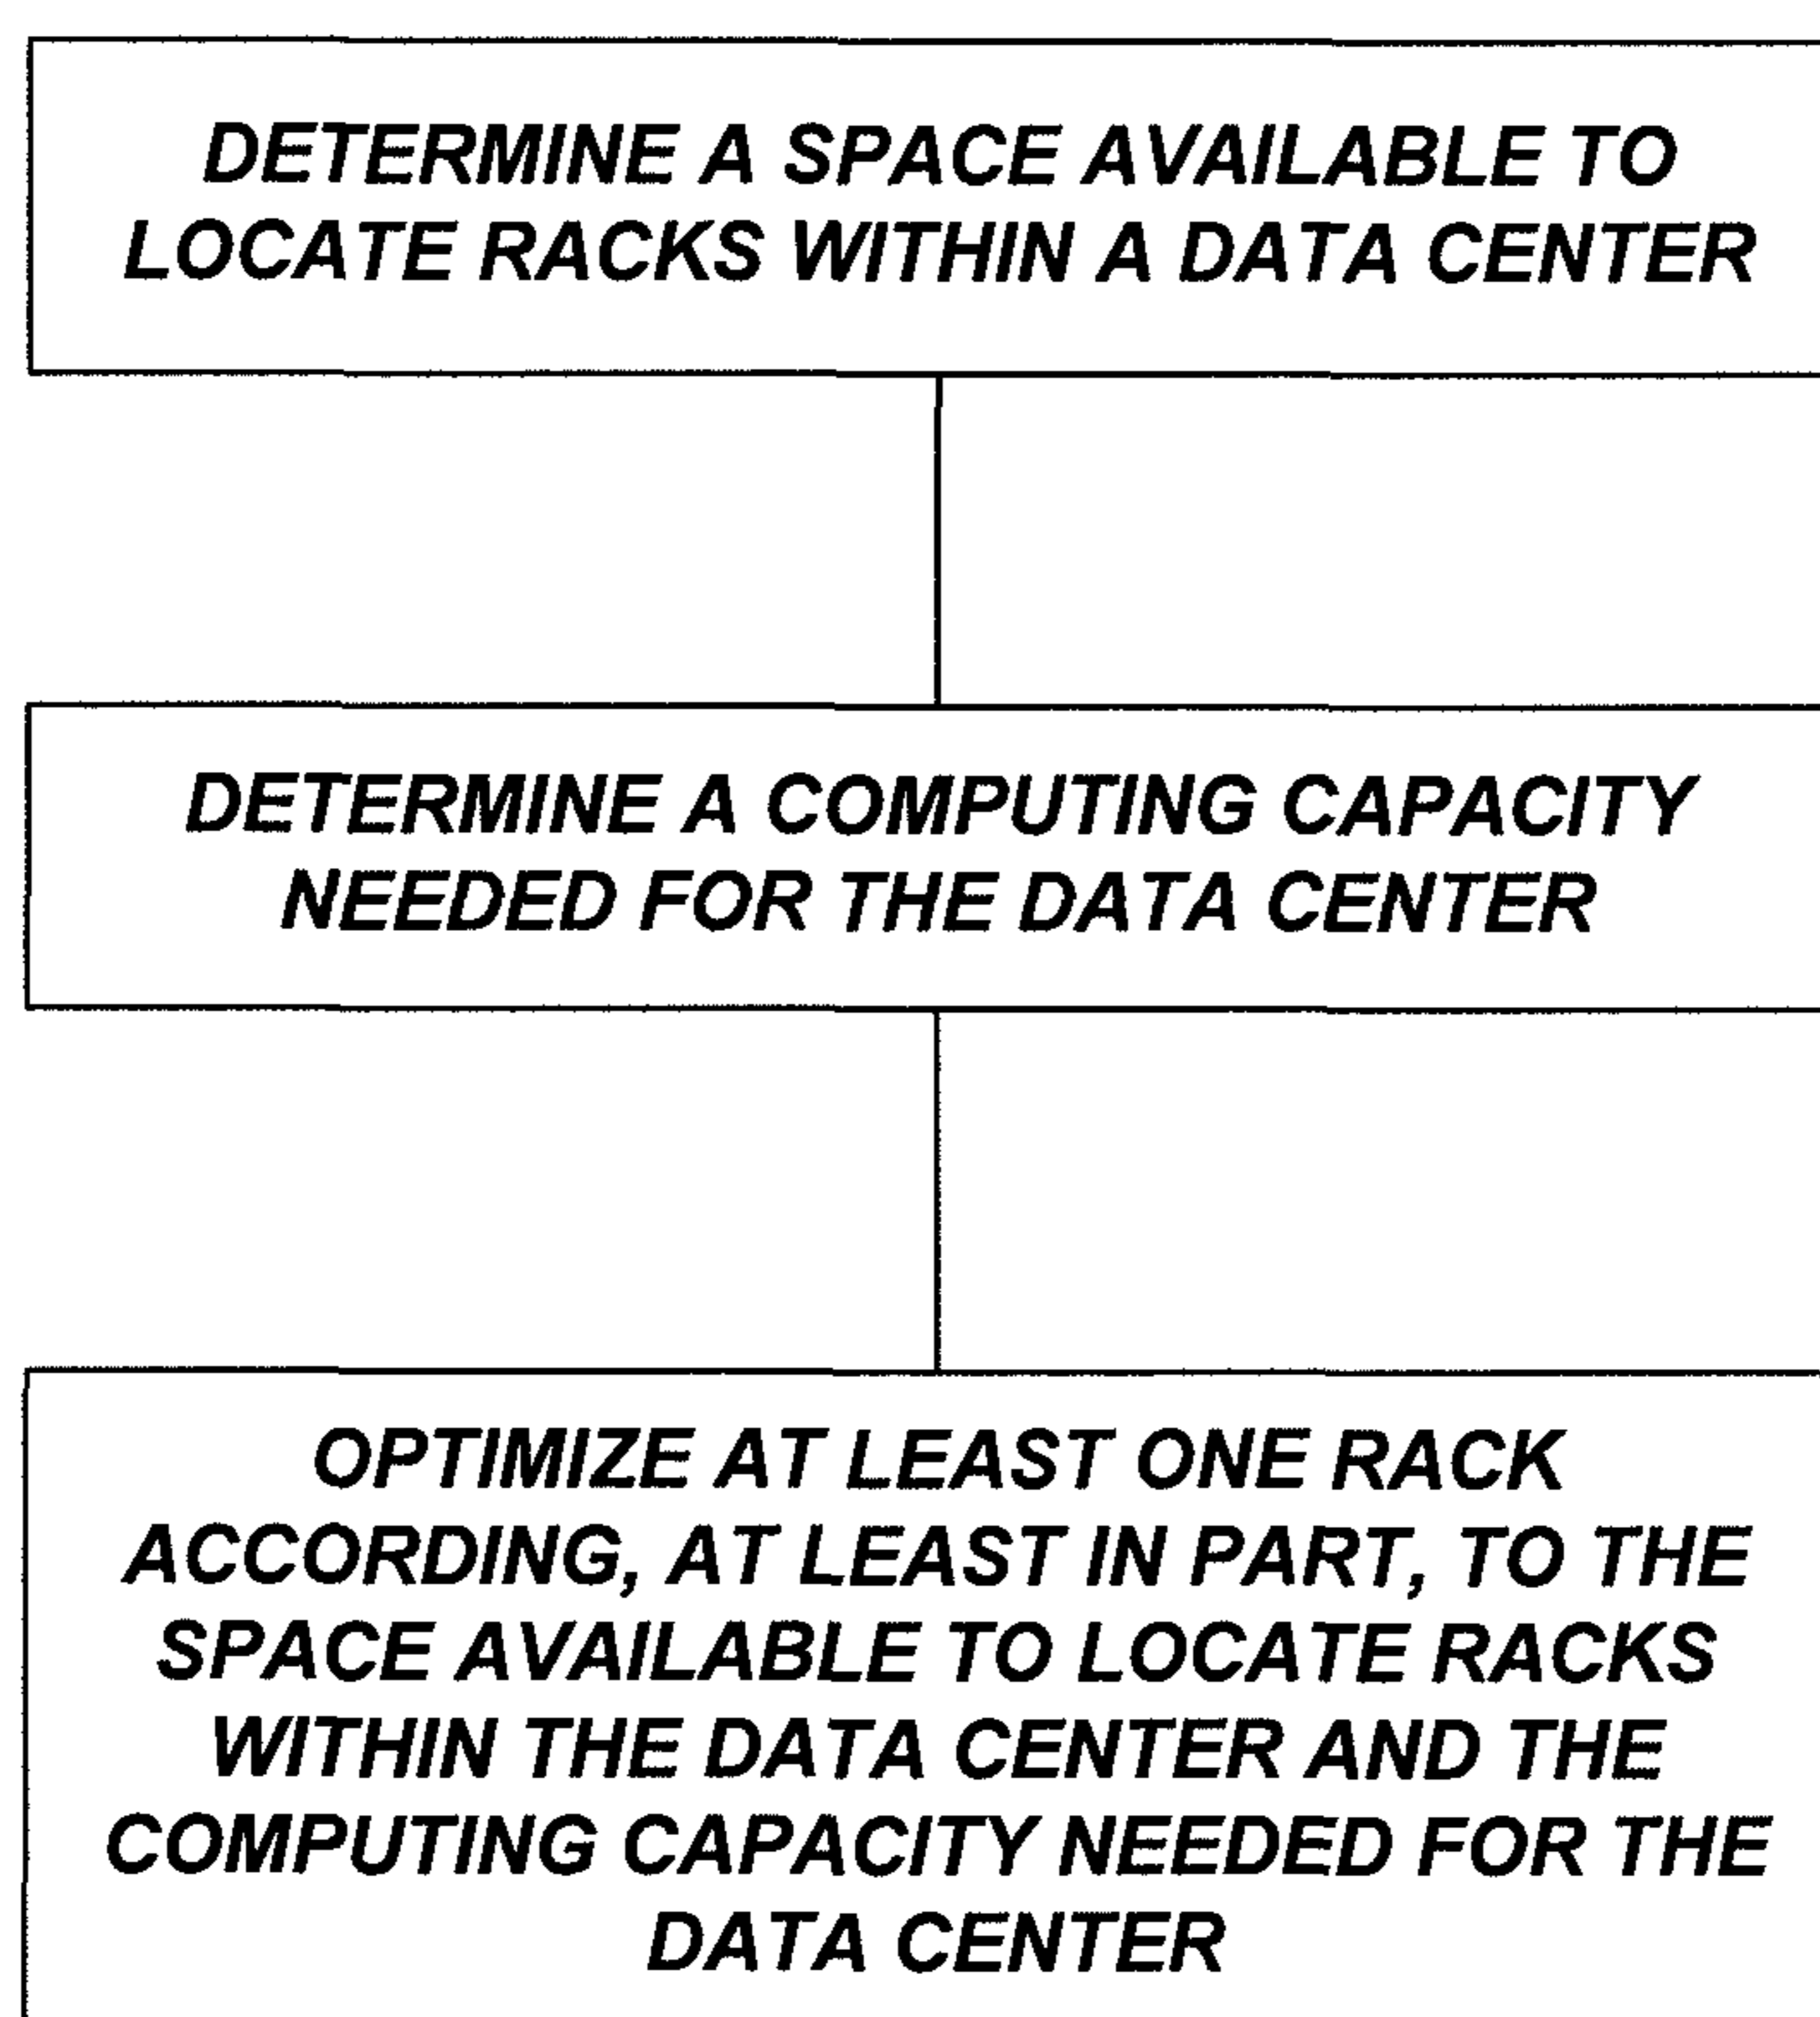 DETERMINE A SPACE AVAILABLE TO
LOCATE RACKS WITHIN A DATA CENTER
DETERMINE A COMPUTING CAPACITY
NEEDED FOR THE DATA CENTER
OPTIMIZE AT LEAST ONE RACK
ACCORDING, AT LEAST IN PART, TO THE
SPACE AVAILABLE TO LOCATE RACKS
WITHIN THE DATA CENTER AND THE
COMPUTING CAPACITY NEEDED FOR THE
DATA CENTER